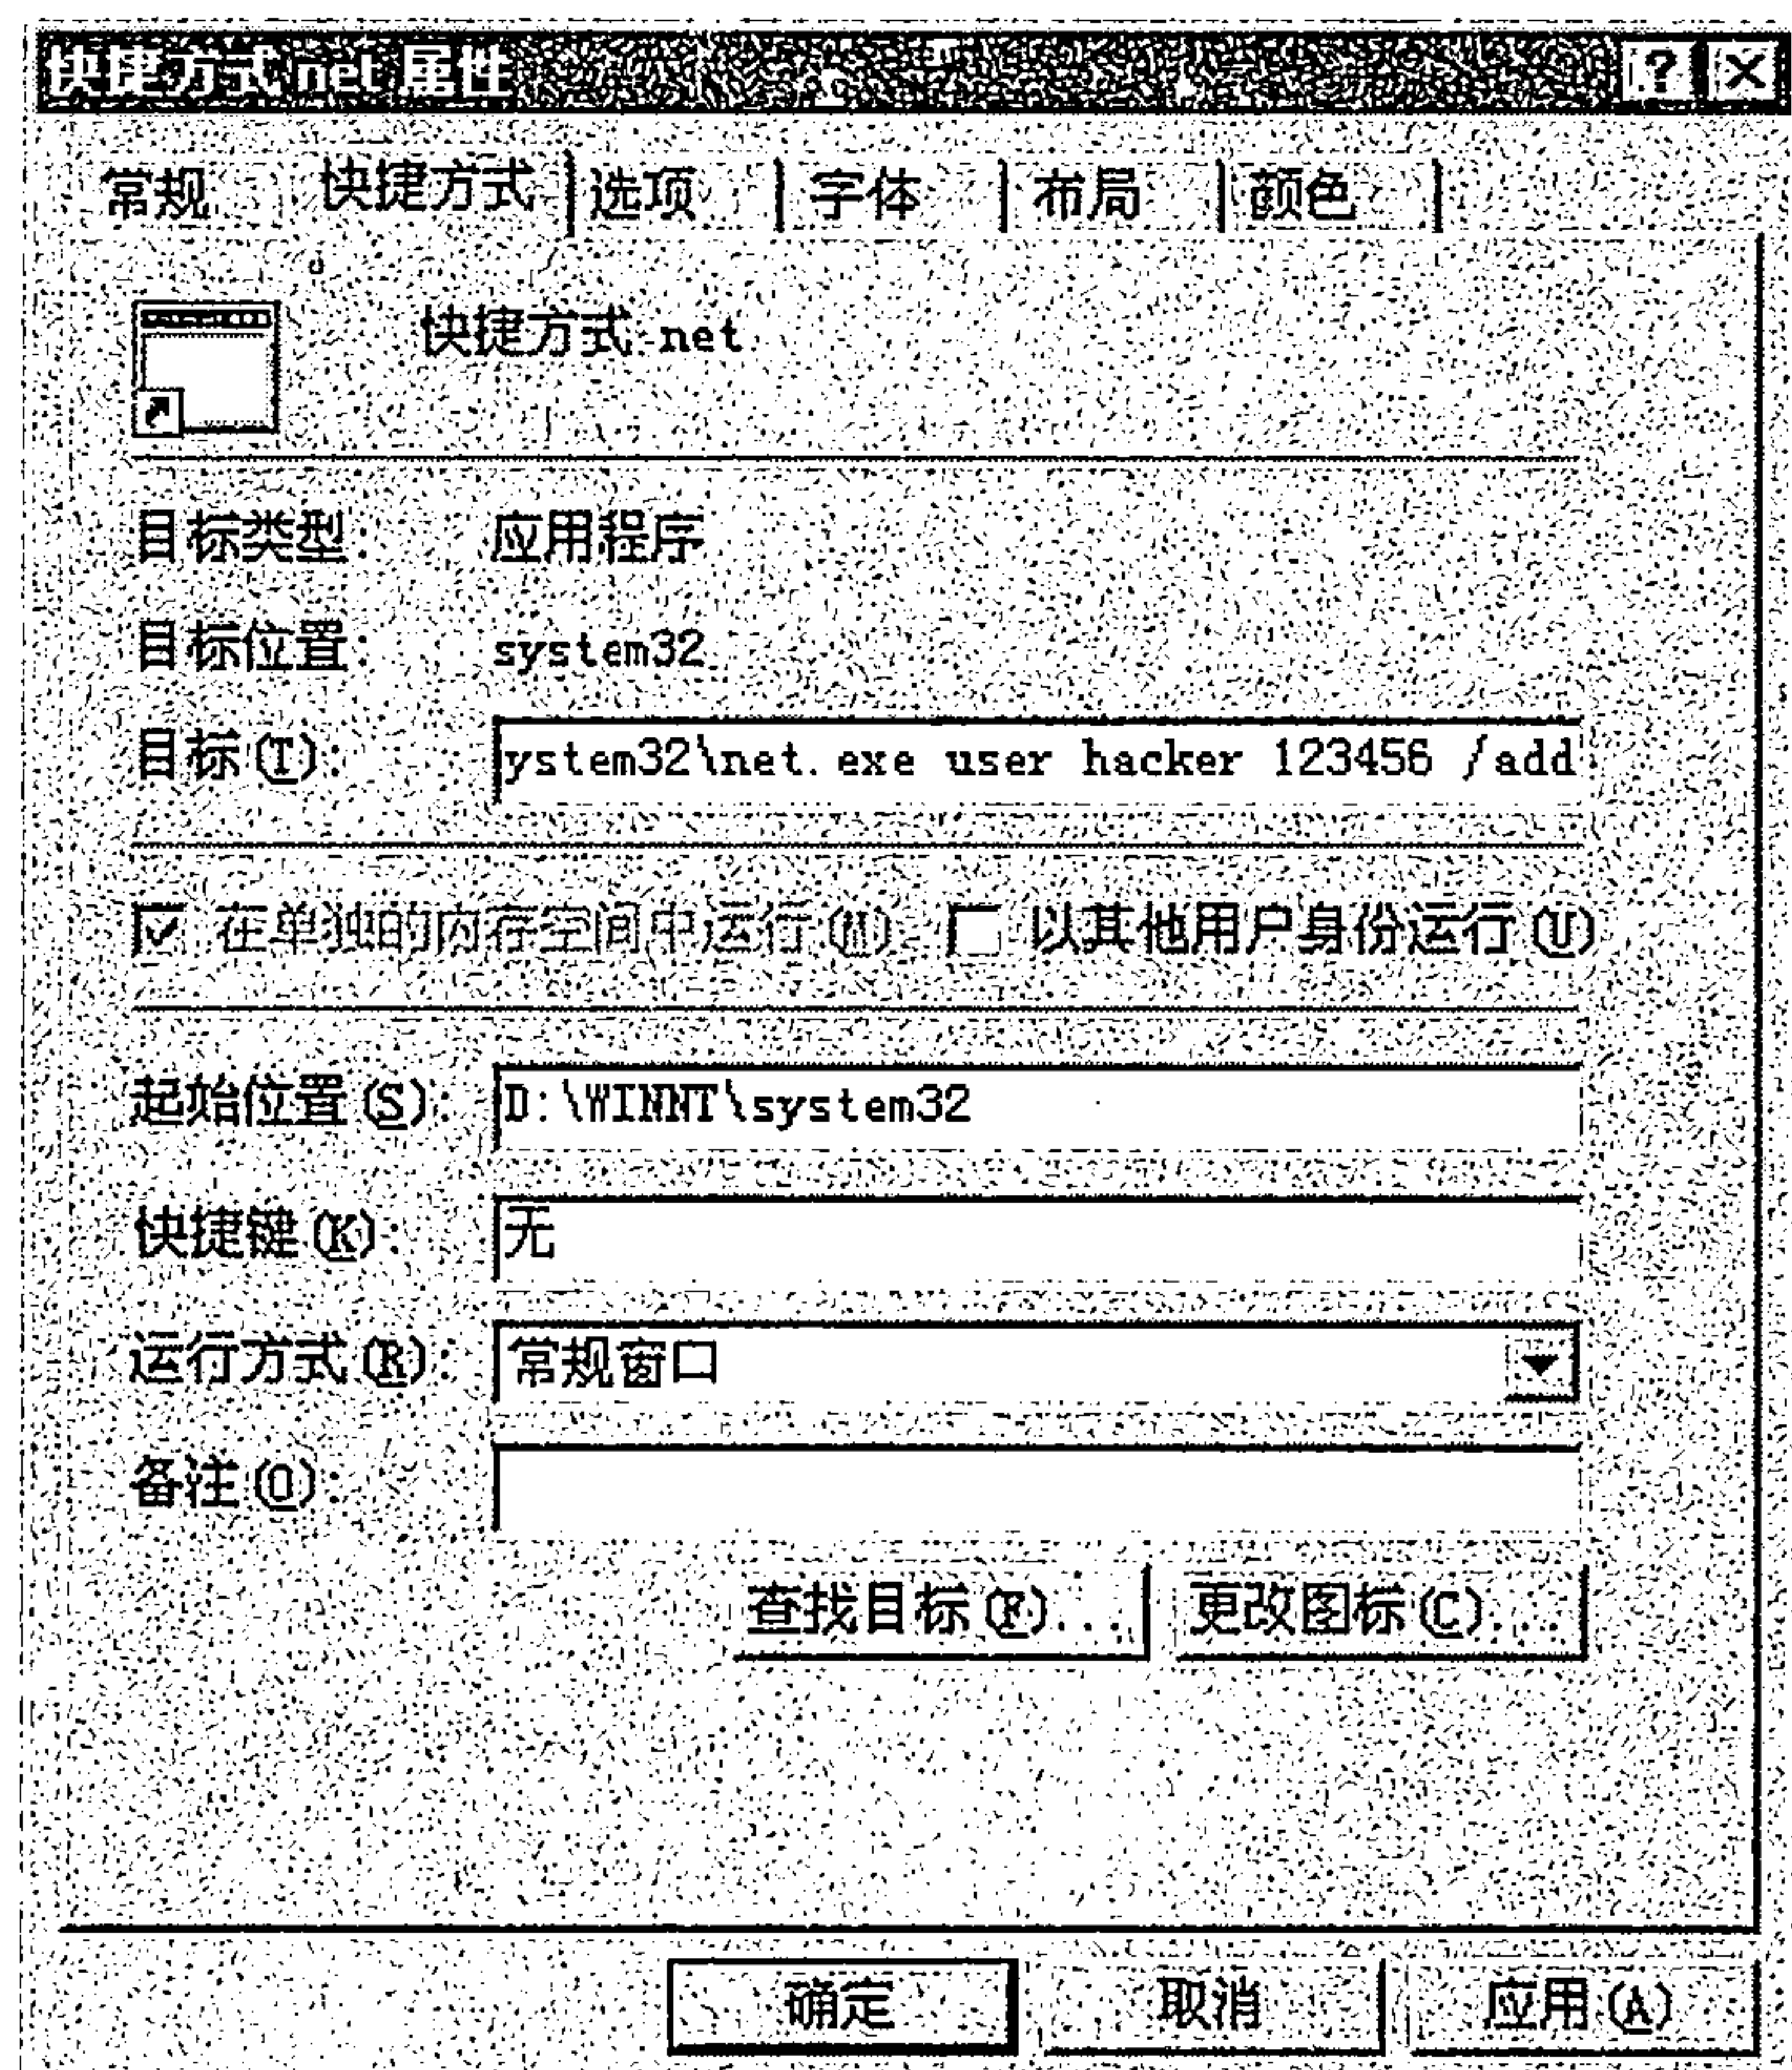 快捷方式 net 属性
常规 快捷方式 选项 字体 布局 颜色
快捷方式 net
目标类型: 应用程序
目标位置: system32
目标(T): ystem32\net.exe user hacker 123456 /add
在单独的内存空间中运行(M) 以其他用户身份运行(U)
起始位置(S): D:\WINNT\system32
快捷键(K): 无
运行方式(R): 常规窗口
备注(O):
查找目标(F)... 更改图标(C)...
确定 取消 应用(A)